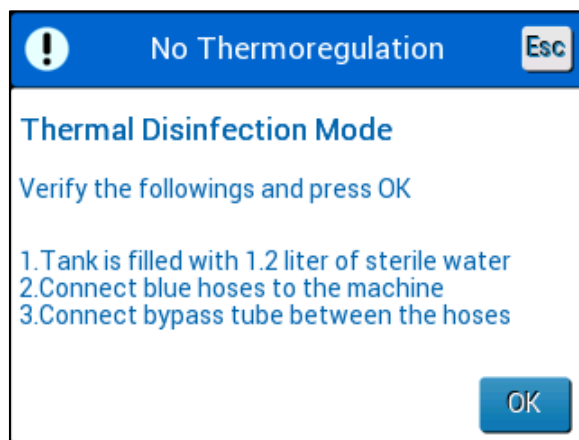 No Thermoregulation
Esc
Thermal Disinfection Mode
Verify the followings and press OK
1.Tank is filled with 1.2 liter of sterile water
2.Connect blue hoses to the machine
3.Connect bypass tube between the hoses
OK